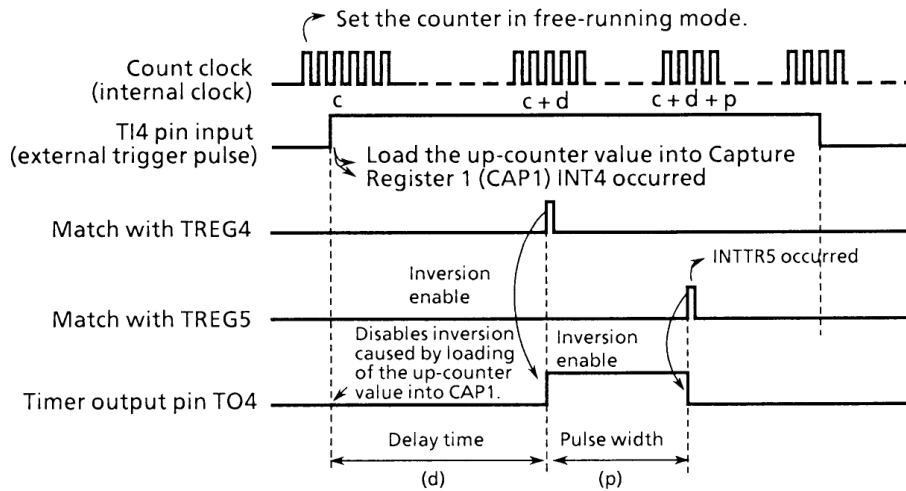 Set the counter in free-running mode.
Count clock
(internal clock)
c
c + d
c + d + p
TI4 pin input
(external trigger pulse)
Load the up-counter value into Capture
Register 1 (CAP1) INT4 occurred
Match with TREG4
INTTR5 occurred
Inversion
enable
Match with TREG5
Disables inversion
caused by loading
of the up-counter
value into CAP1.
Inversion
enable
Timer output pin TO4
Delay time
(d)
Pulse width
(p)